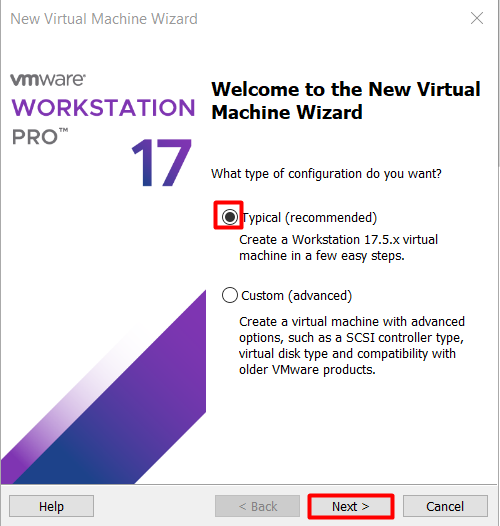 New Virtual Machine Wizard
vmware®
WORKSTATION
PRO™
17
Welcome to the New Virtual
Machine Wizard
What type of configuration do you want?
Typical (recommended)
Create a Workstation 17.5.x virtual
machine in a few easy steps.
Custom (advanced)
Create a virtual machine with advanced
options, such as a SCSI controller type,
virtual disk type and compatibility with
older VMware products.
Help
< Back
Next >
Cancel